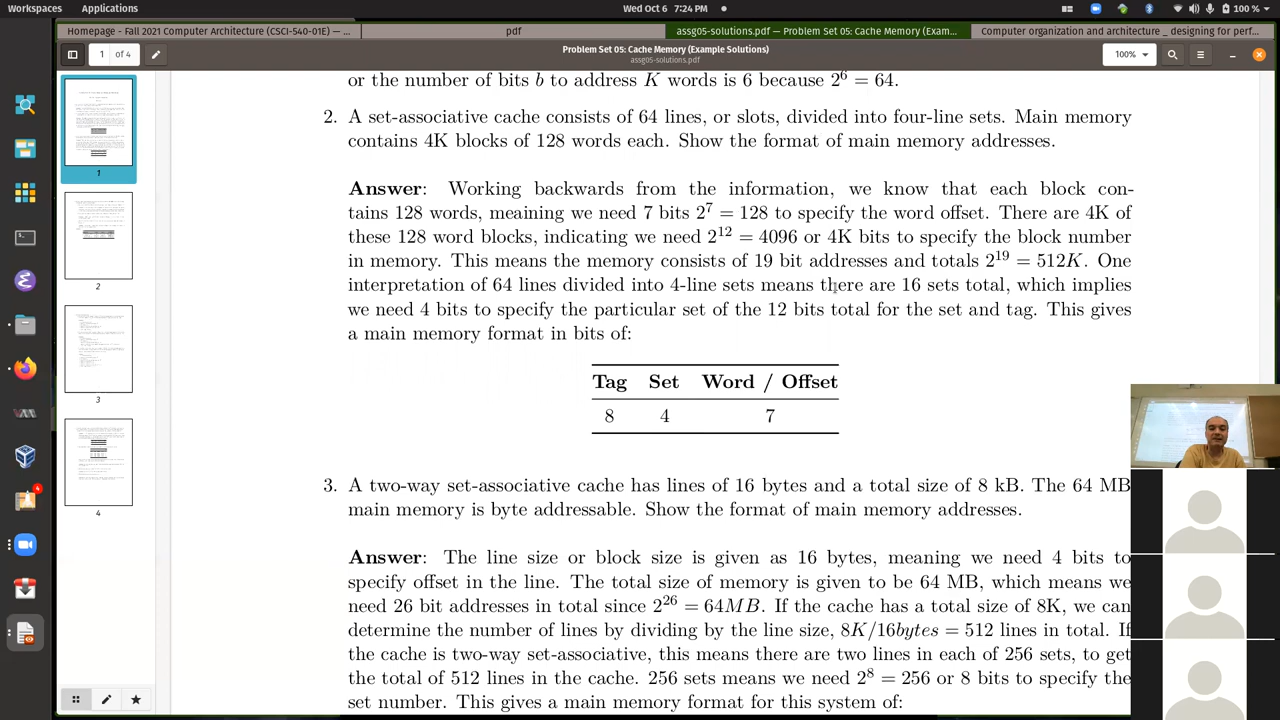 Workspaces Applications Wed Oct 6 7:24 PM 100 %
Homepage - Fall 2021 Computer Architecture (CSCI-540-01E) — ... pdf assg05-solutions.pdf — Problem Set 05: Cache Memory (Exam... Computer organization and architecture _ designing for perf...
1 of 4 Problem Set 05: Cache Memory (Example Solutions) 100%
assg05-solutions.pdf
or the number of bits b to address K words is 6 because 2^6 = 64.
2. A set-associative cache consists of 64 lines, or slots, divided into four-line sets. Main memory
contains 4K blocks of 128 words each. Show the format of main memory addresses.
Answer: Working backwards from the information, we know that each block con-
tains 128 words, meaning we need 7 bits 2^7 = 128 to specify the word offset. There are 4K of
these 128 word blocks, indicating we need 2^12 = 4096 or 4K bits to specify the block number
in memory. This means the memory consists of 19 bit addresses and totals 2^19 = 512K. One
interpretation of 64 lines divided into 4-line sets means there are 16 sets total, which implies
we need 4 bits to specify the particular set of the 12 bits total for the set and tag. This gives
a main memory format in bits of:
Tag Set Word / Offset
8 4 7
3. A two-way set-associative cache has lines of 16 bytes and a total size of 8 kB. The 64 MB
main memory is byte addressable. Show the format of main memory addresses.
Answer: The line size or block size is given as 16 bytes, meaning we need 4 bits to
specify offset in the line. The total size of memory is given to be 64 MB, which means we
need 26 bit addresses in total since 2^26 = 64MB. If the cache has a total size of 8K, we can
determine the number of lines by dividing by the line size, 8K/16bytes = 512 lines in total. If
the cache is two-way set-associative, this means there are two lines in each of 256 sets, to get
the total of 512 lines in the cache. 256 sets means we need 2^8 = 256 or 8 bits to specify the
set number. This gives a main memory format for this system of:
1
2
3
4